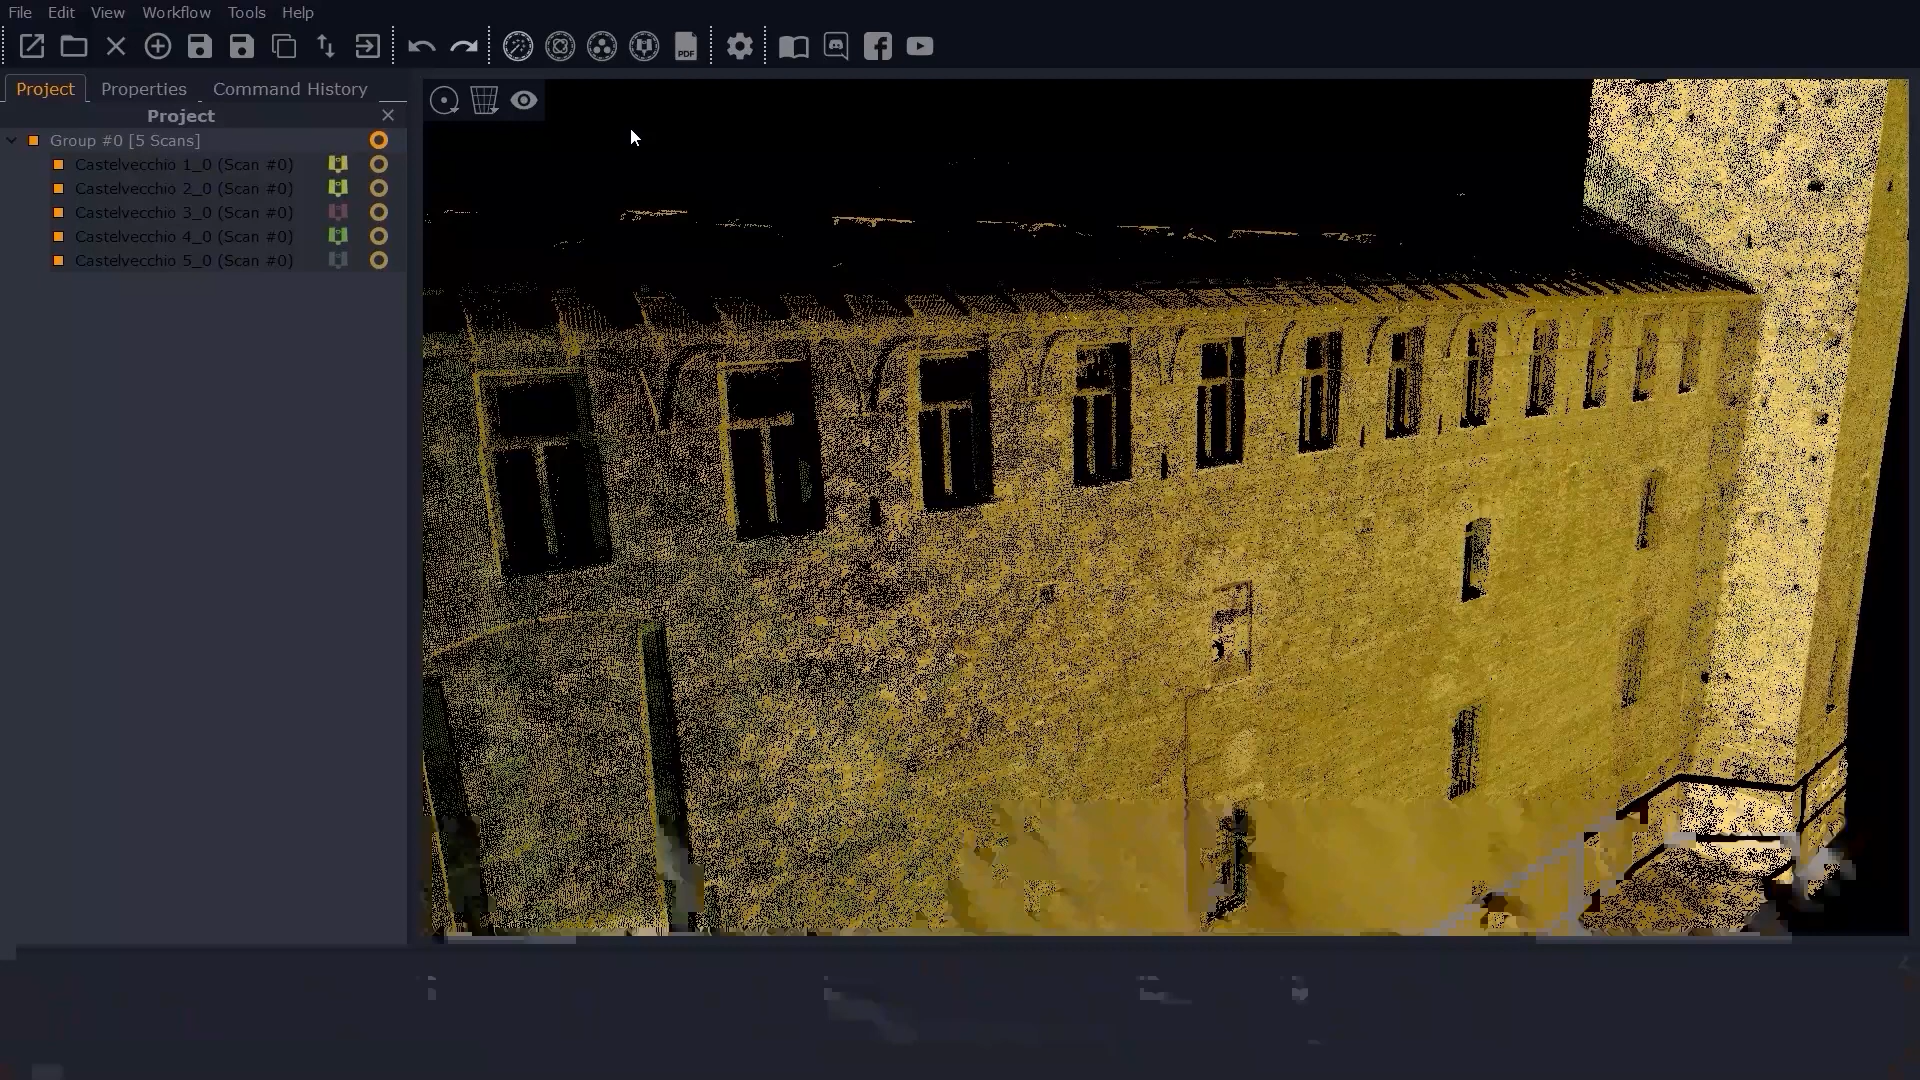 File Edit View Workflow Tools Help
PDF
Project Properties Command History
Project
Group #0 [5 Scans]
Castelvecchio 1_0 (Scan #0)
Castelvecchio 2_0 (Scan #0)
Castelvecchio 3_0 (Scan #0)
Castelvecchio 4_0 (Scan #0)
Castelvecchio 5_0 (Scan #0)